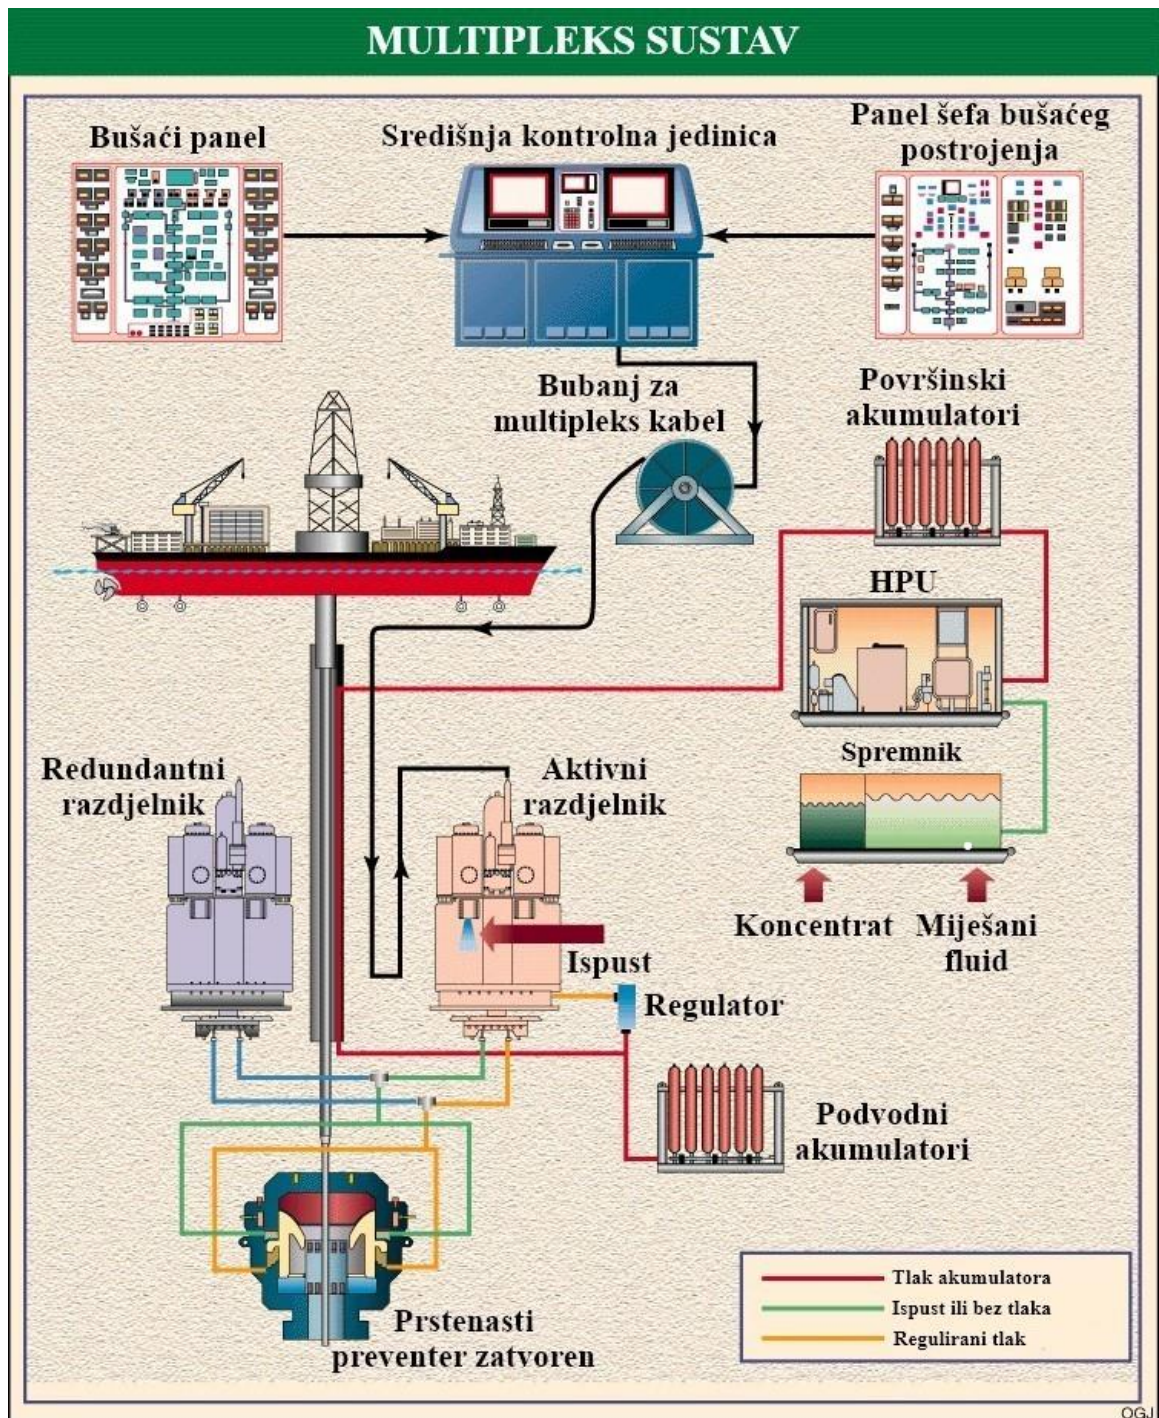 MULTIPLEKS SUSTAV
Bušaći panel
Središnja kontrolna jedinica
Panel šefa bušaćeg
postrojenja
Bubanj za
multipleks kabel
Površinski
akumulatori
HPU
Spremnik
Redundantni
razdjelnik
Aktivni
razdjelnik
Koncentrat
Miješani
fluid
Ispust
Regulator
Podvodni
akumulatori
Prstenasti
preventer zatvoren
Tlak akumulatora
Ispust ili bez tlaka
Regulirani tlak
OGJ